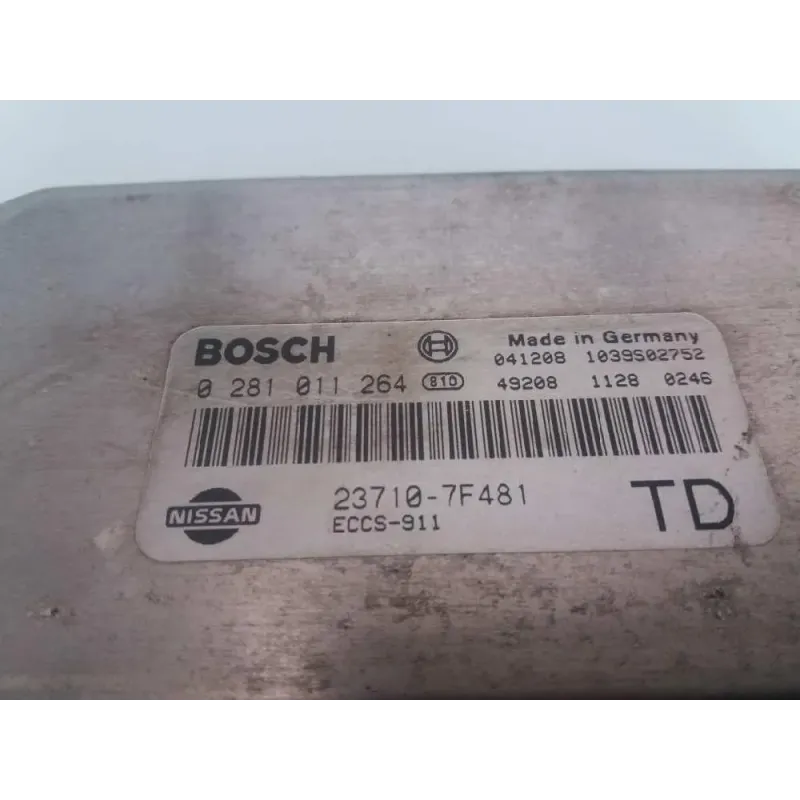 BOSCH
Made in Germany
041208 1039S02752
0 281 011 264 810 49208 1128 0246
NISSAN 23710-7F481 TD
ECCS-911